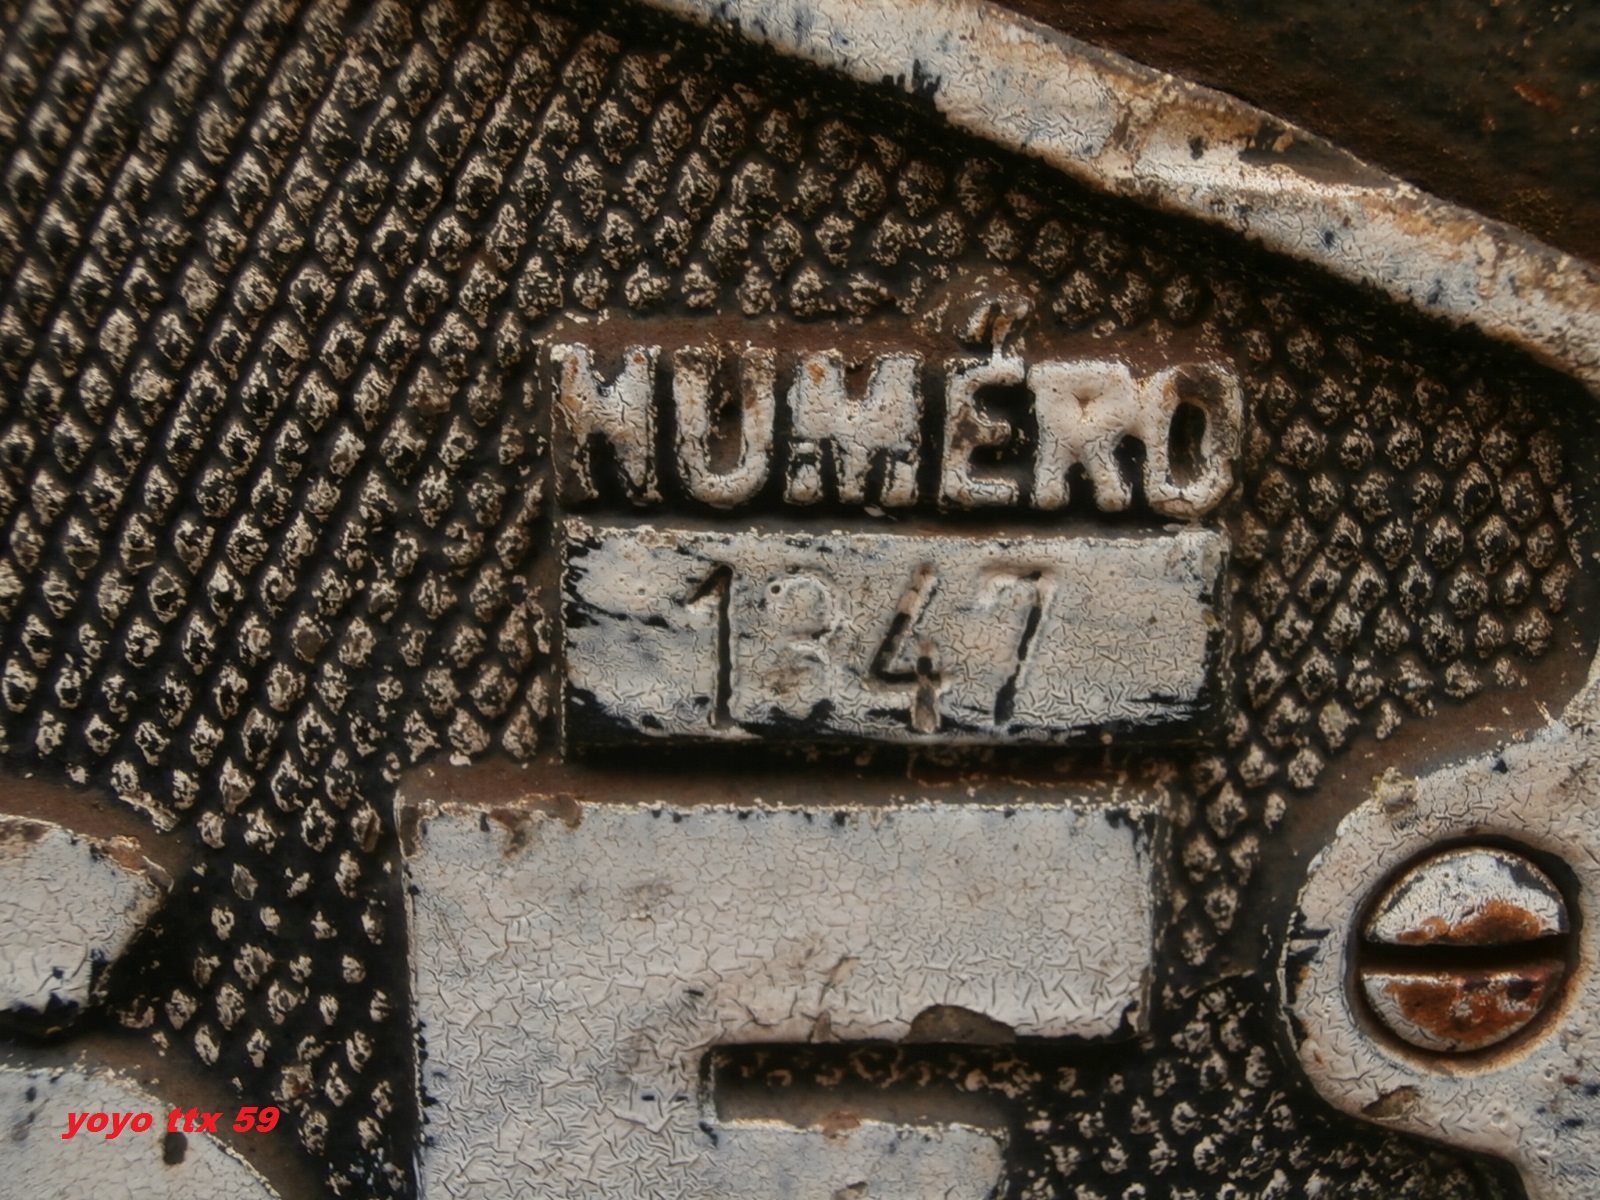 NUMÉRO
1347
F
yoyo ttx 59